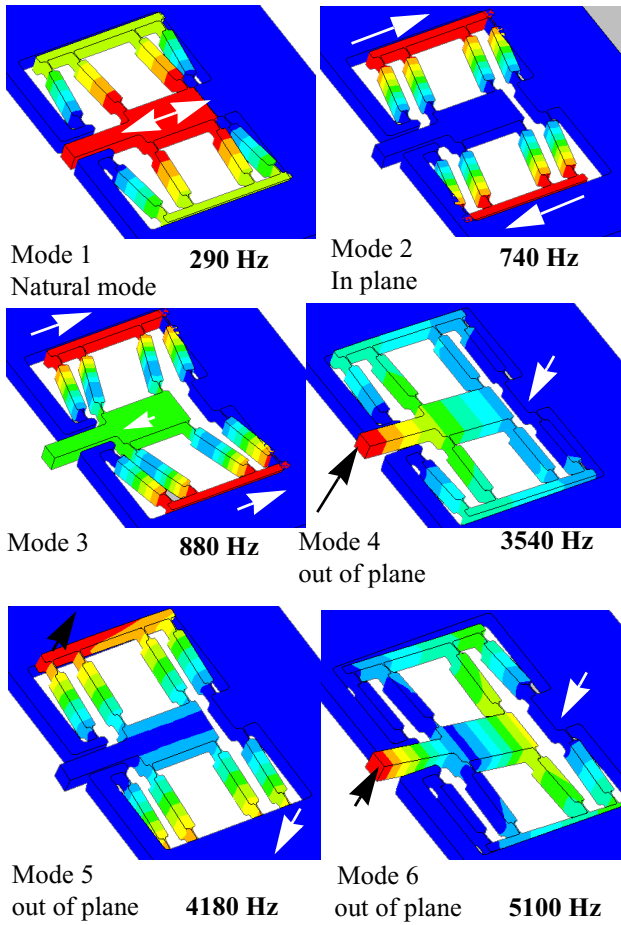 Mode 1 290 Hz
Natural mode
Mode 2 740 Hz
In plane
Mode 3 880 Hz
Mode 4 3540 Hz
out of plane
Mode 5
out of plane 4180 Hz
Mode 6
out of plane 5100 Hz